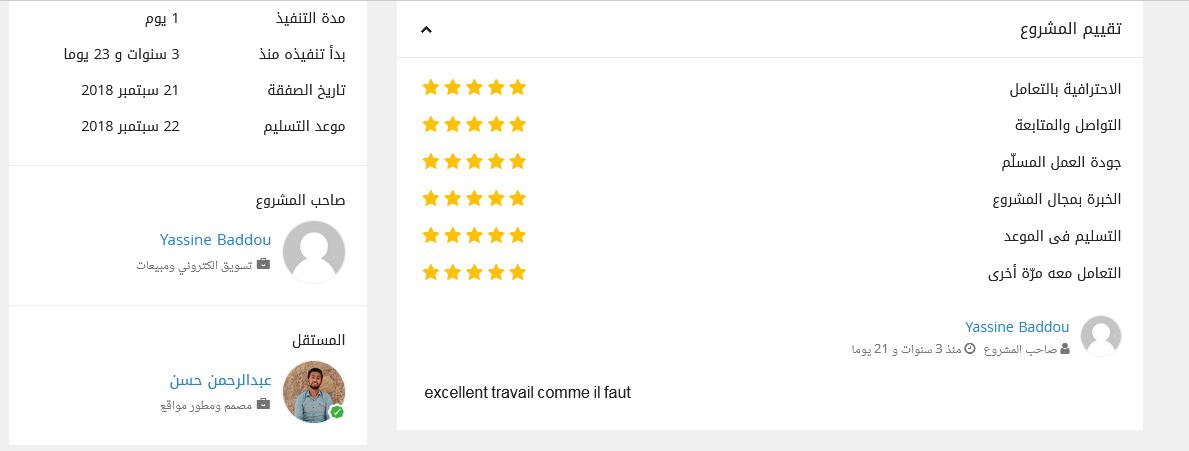 تقييم المشروع
الاحترافية بالتعامل
التواصل والمتابعة
جودة العمل المسلّم
الخبرة بمجال المشروع
التسليم فى الموعد
التعامل معه مرّة أخرى
Yassine Baddou
صاحب المشروع منذ 3 سنوات و 21 يوما
excellent travail comme il faut
مدة التنفيذ 1 يوم
بدأ تنفيذه منذ 3 سنوات و 23 يوما
تاريخ الصفقة 21 سبتمبر 2018
موعد التسليم 22 سبتمبر 2018
صاحب المشروع
Yassine Baddou
تسويق الكتروني ومبيعات
المستقل
عبدالرحمن حسن
مصمم ومطور مواقع